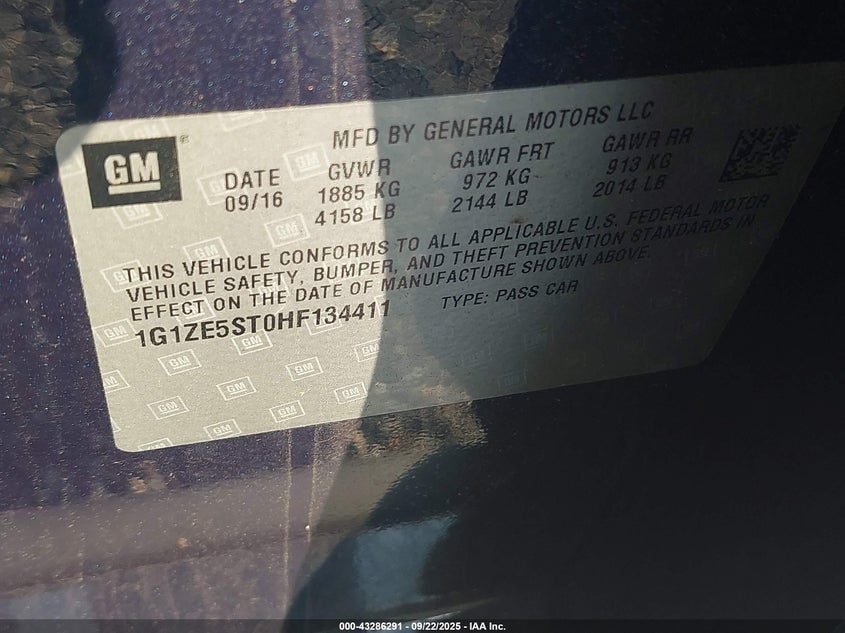 MFD BY GENERAL MOTORS LLC
GM
DATE GVWR GAWR FRT GAWR RR
09/16 1885 KG 972 KG 913 KG
4158 LB 2144 LB 2014 LB
THIS VEHICLE CONFORMS TO ALL APPLICABLE U.S. FEDERAL MOTOR
VEHICLE SAFETY, BUMPER, AND THEFT PREVENTION STANDARDS IN
EFFECT ON THE DATE OF MANUFACTURE SHOWN ABOVE.
1G1ZE5ST0HF134411 TYPE: PASS CAR
000-43286291 - 09/22/2025 - IAA Inc.